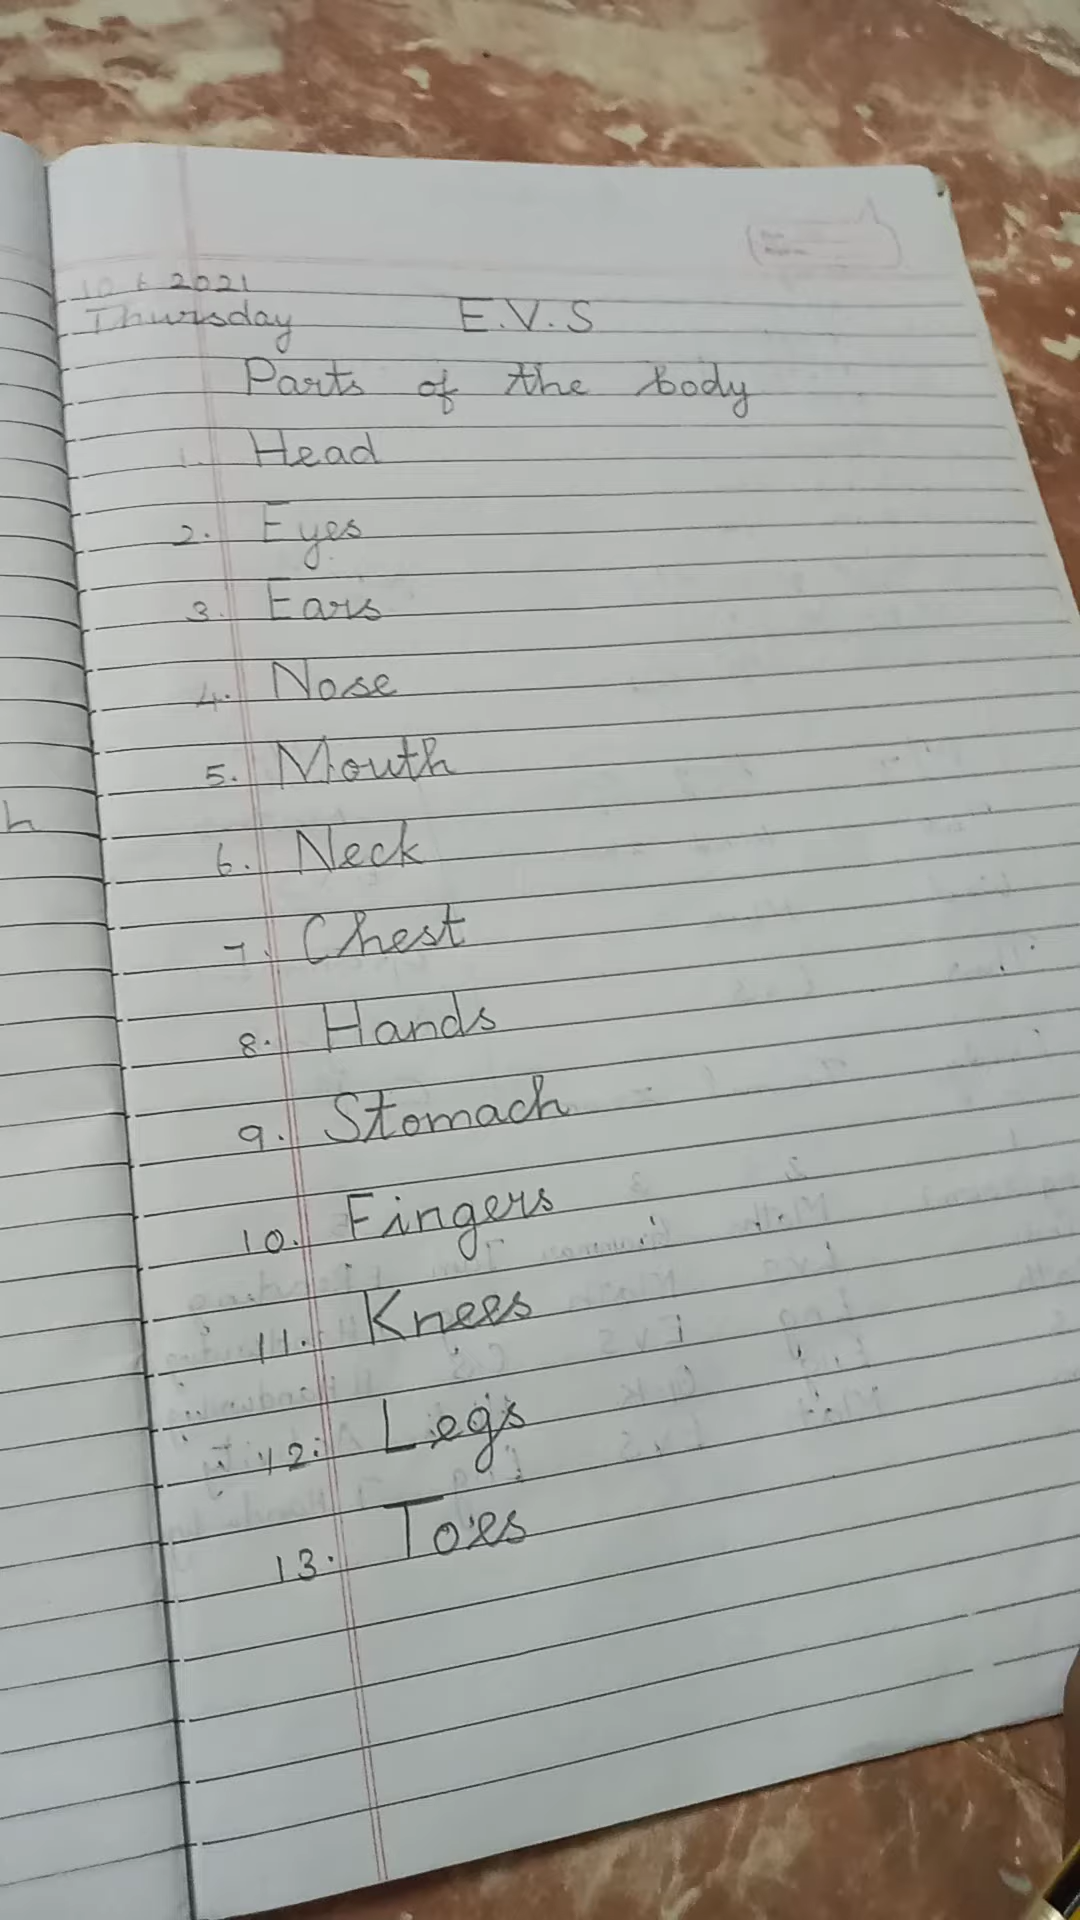 10 6 2021
Thursday E.V.S
Parts of the body
1. Head
2. Eyes
3. Ears
4. Nose
5. Mouth
6. Neck
7. Chest
8. Hands
9. Stomach
10. Fingers
11. Knees
12. Legs
13. Toes